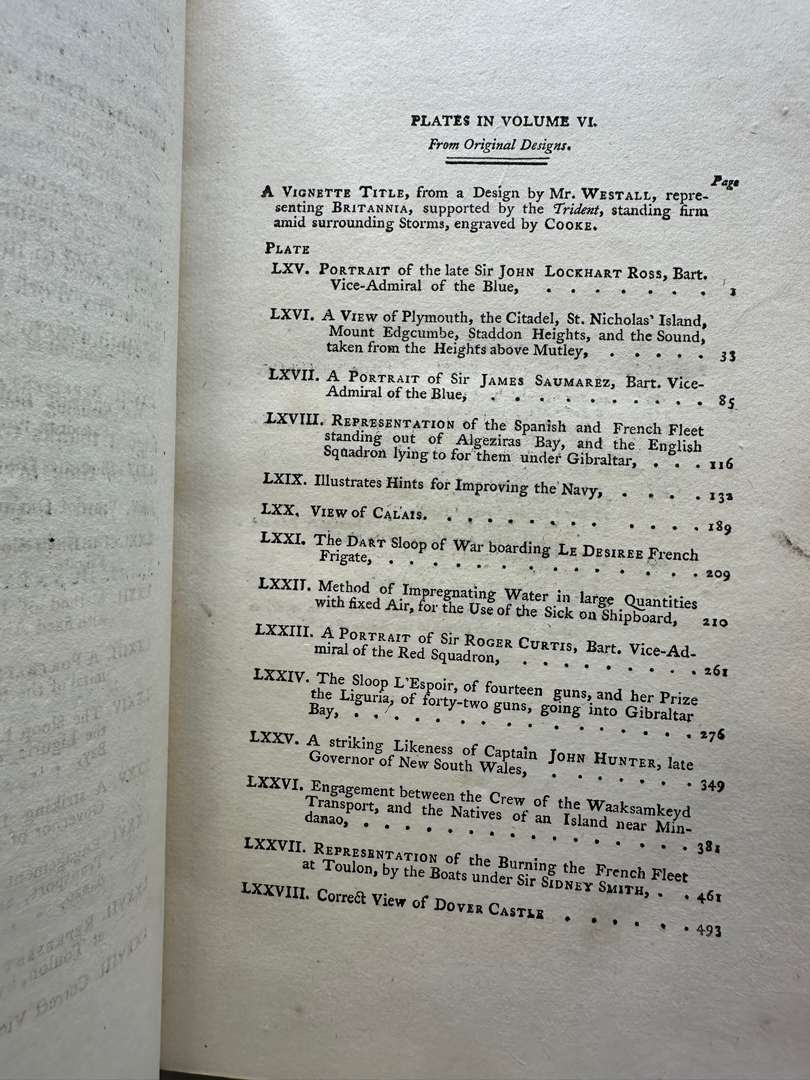 PLATES IN VOLUME VI.
From Original Designs.
Page
A VIGNETTE TITLE, from a Design by Mr. WESTALL, repre-
senting BRITANNIA, supported by the Trident, standing firm
amid surrounding Storms, engraved by COOKE.
PLATE
LXV. PORTRAIT of the late Sir JOHN LOCKHART ROSS, Bart.
Vice-Admiral of the Blue, . . . . . . . 1
LXVI. A VIEW of Plymouth, the Citadel, St. Nicholas' Island,
Mount Edgcumbe, Staddon Heights, and the Sound,
taken from the Heights above Mutley, . . . . . 33
LXVII. A PORTRAIT of Sir JAMES SAUMAREZ, Bart. Vice-
Admiral of the Blue, . . . . . . . . 85
LXVIII. REPRESENTATION of the Spanish and French Fleet
standing out of Algeziras Bay, and the English
Squadron lying to for them under Gibraltar, . . . 116
LXIX. Illustrates Hints for Improving the Navy, . . . . 132
LXX. VIEW of CALAIS. . . . . . . . . . . . 189
LXXI. The DART Sloop of War boarding LE DESIREE French
Frigate, . . . . . . . . . . . . . 209
LXXII. Method of Impregnating Water in large Quantities
with fixed Air, for the Use of the Sick on Shipboard, 210
LXXIII. A PORTRAIT of Sir ROGER CURTIS, Bart. Vice-Ad-
miral of the Red Squadron, . . . . . . . . 261
LXXIV. The Sloop L'Espoir, of fourteen guns, and her Prize
the Liguria, of forty-two guns, going into Gibraltar
Bay, . . . . . . . . . . . . . . 276
LXXV. A striking Likeness of Captain JOHN HUNTER, late
Governor of New South Wales, . . . . . . 349
LXXVI. Engagement between the Crew of the Waaksamkeyd
Transport, and the Natives of an Island near Min-
danao, . . . . . . . . . . . . . . 381
LXXVII. REPRESENTATION of the Burning the French Fleet
at Toulon, by the Boats under Sir SIDNEY SMITH, . . 461
LXXVIII. Correct View of DOVER CASTLE . . . . . 493